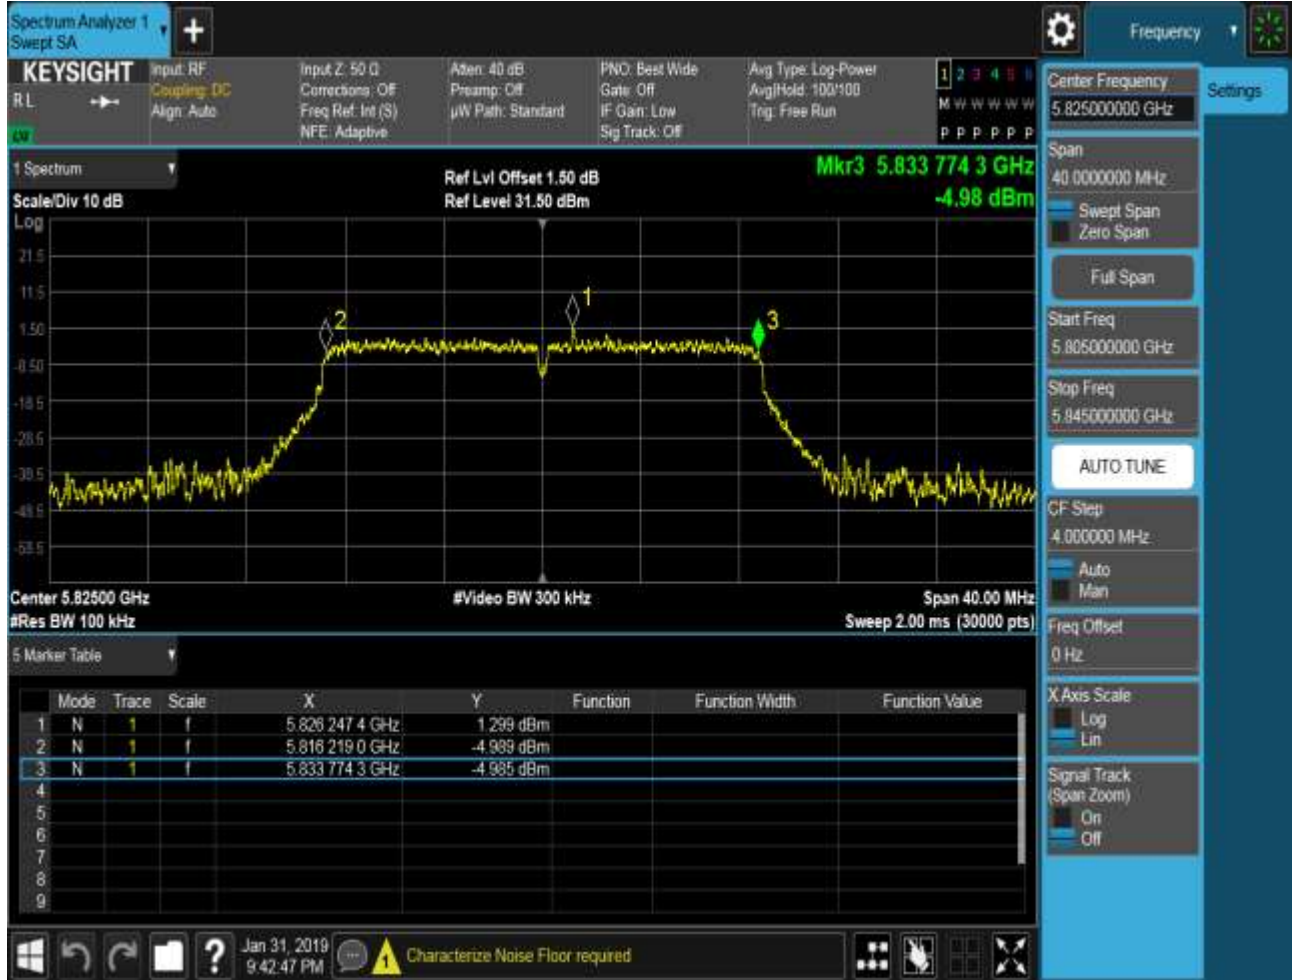 Spectrum Analyzer 1
Swept SA
+
Frequency
KEYSIGHT
RL
Input: RF
Coupling: DC
Align: Auto
Input Z: 50 Ω
Corrections: Off
Freq Ref: Int (S)
NFE: Adaptive
Atten: 40 dB
Preamp: Off
µW Path: Standard
PNO: Best Wide
Gate: Off
IF Gain: Low
Sig Track: Off
Avg Type: Log-Power
Avg|Hold: 100/100
Trig: Free Run
1 2 3 4 5 6
M W W W W W
P P P P P P
1 Spectrum
Scale/Div 10 dB
Ref Lvl Offset 1.50 dB
Ref Level 31.50 dBm
Mkr3 5.833 774 3 GHz
-4.98 dBm
Log
21.5
11.5
1.50
-8.50
-18.5
-28.5
-38.5
-48.5
-58.5
2
1
3
Center 5.82500 GHz
#Res BW 100 kHz
#Video BW 300 kHz
Span 40.00 MHz
Sweep 2.00 ms (30000 pts)
5 Marker Table
Mode Trace Scale X Y Function Function Width Function Value
1 N 1 f 5.826 247 4 GHz 1.299 dBm
2 N 1 f 5.816 219 0 GHz -4.989 dBm
3 N 1 f 5.833 774 3 GHz -4.985 dBm
4
5
6
7
8
9
Jan 31, 2019
9:42:47 PM
?
1
Characterize Noise Floor required
Settings
Center Frequency
5.825000000 GHz
Span
40.0000000 MHz
Swept Span
Zero Span
Full Span
Start Freq
5.805000000 GHz
Stop Freq
5.845000000 GHz
AUTO TUNE
CF Step
4.000000 MHz
Auto
Man
Freq Offset
0 Hz
X Axis Scale
Log
Lin
Signal Track
(Span Zoom)
On
Off